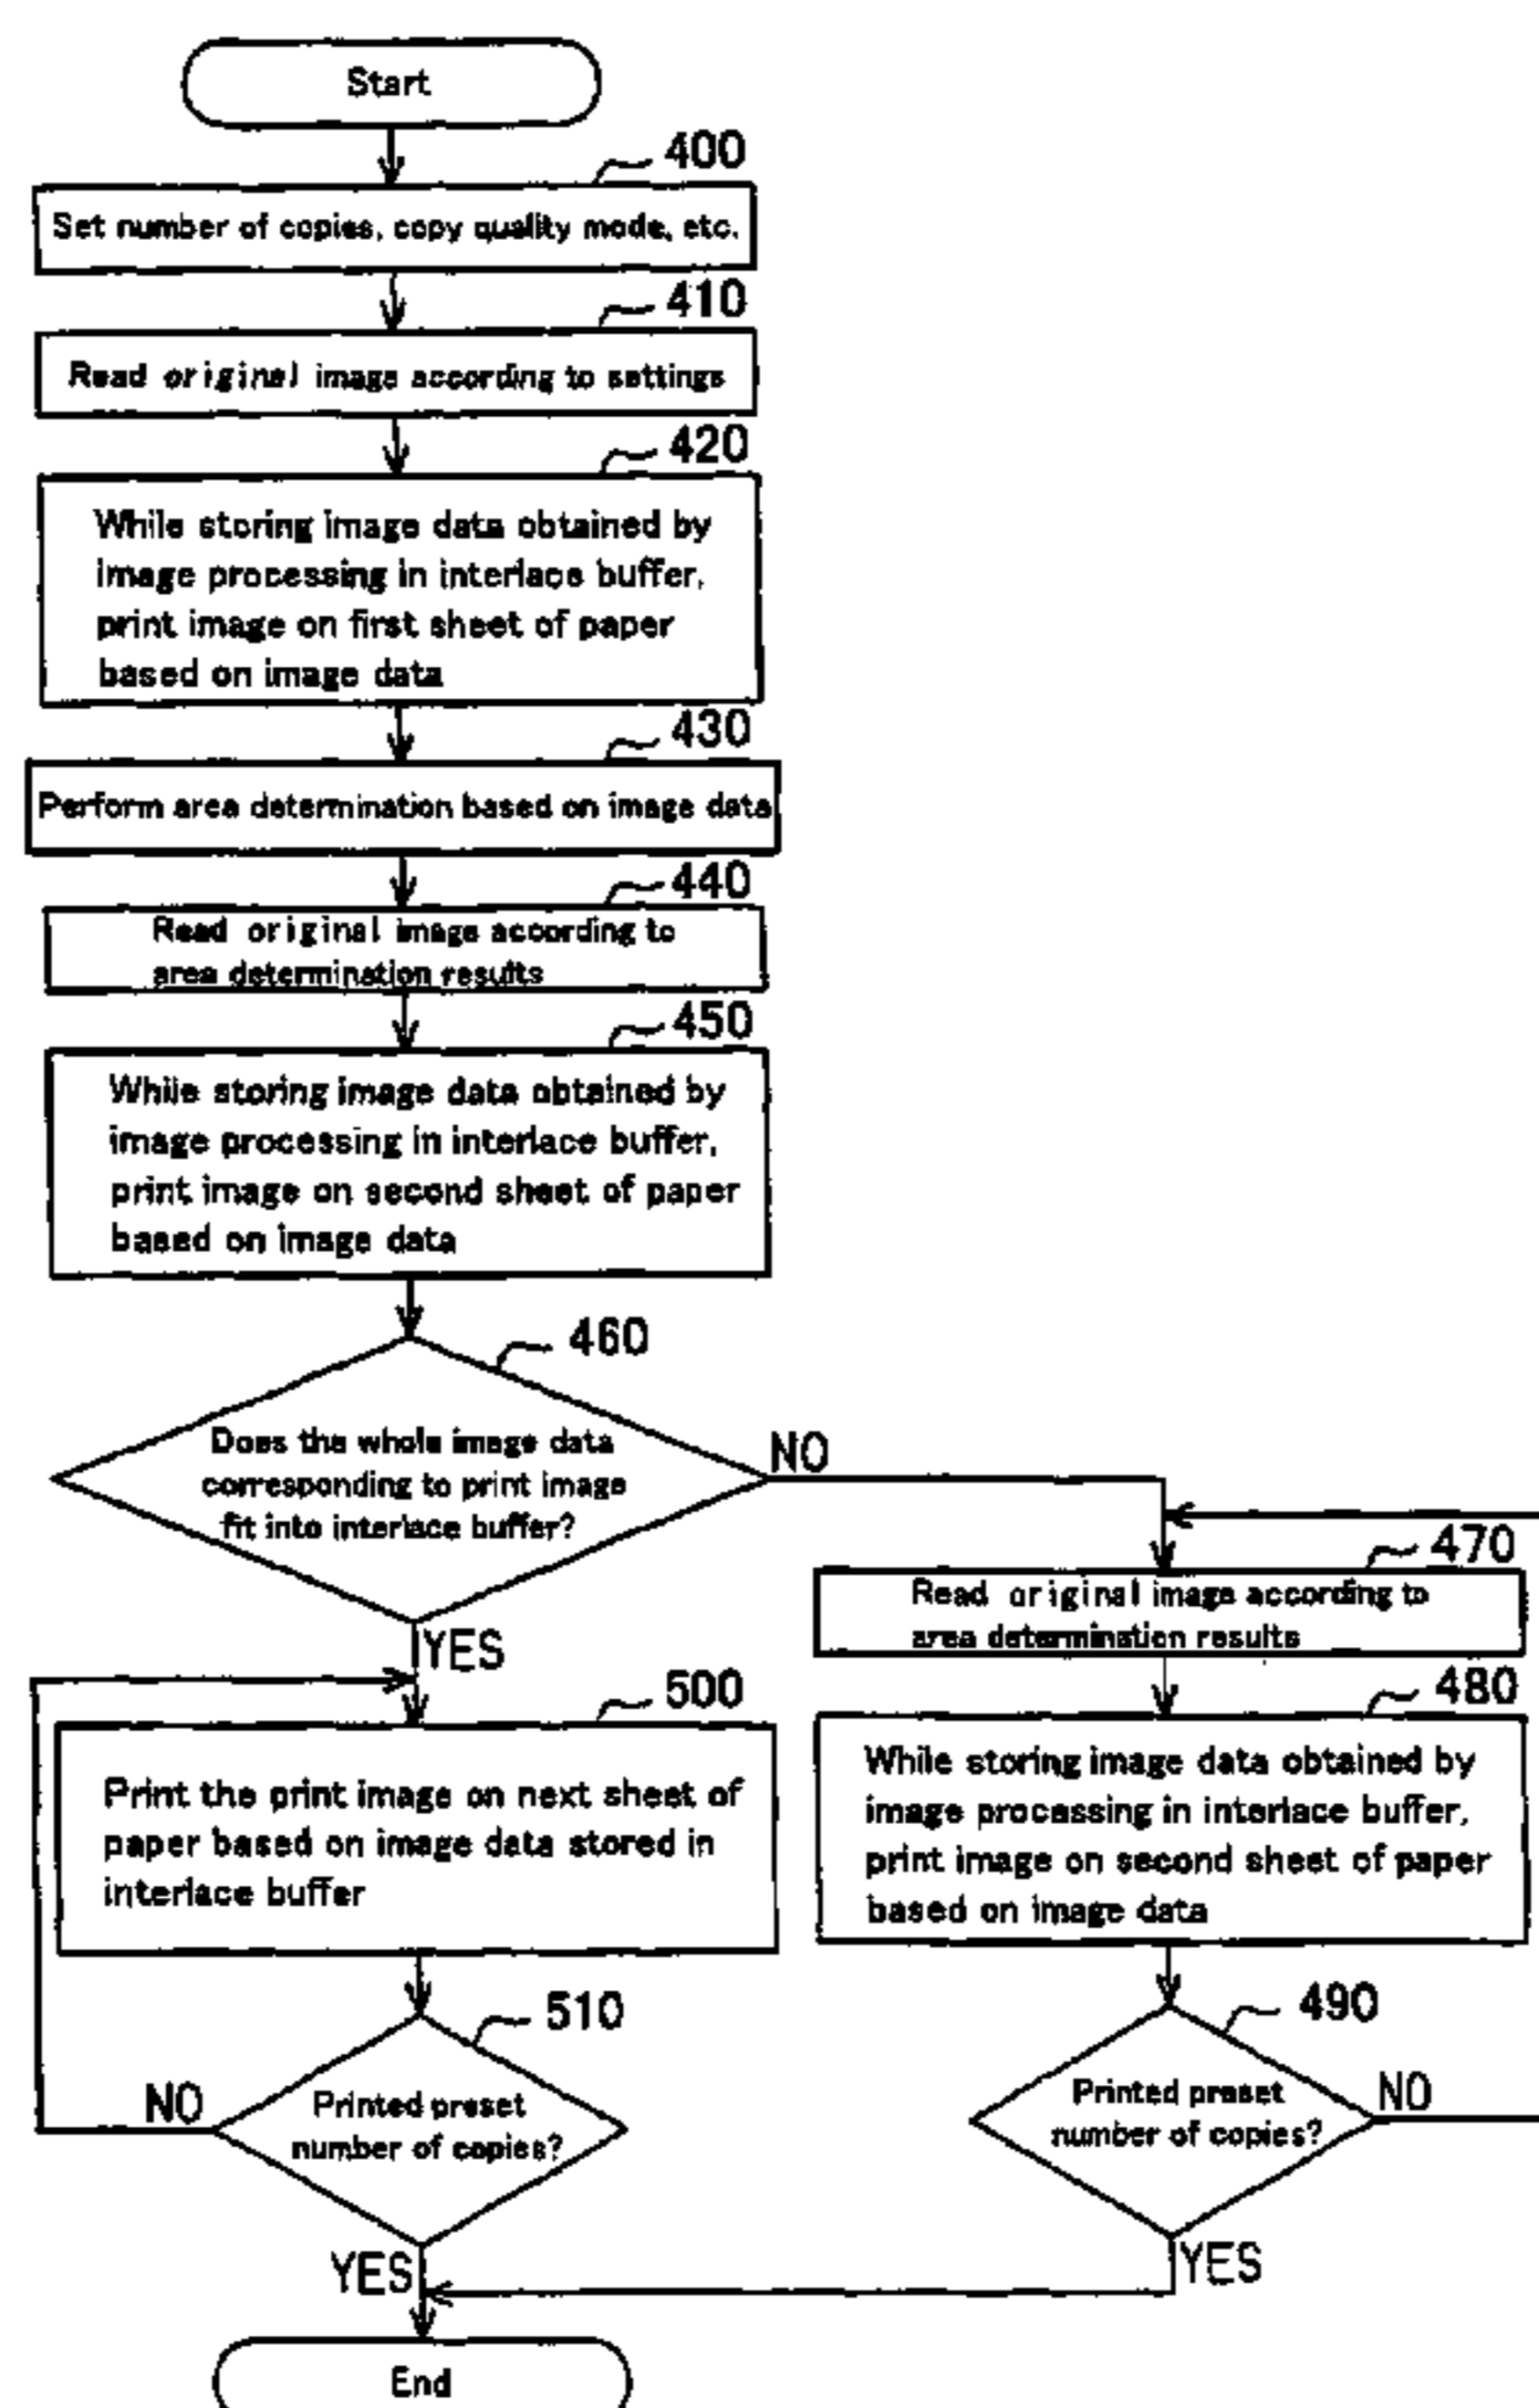 Start
400
Set number of copies, copy quality mode, etc.
410
Read original image according to settings
420
While storing image data obtained by
image processing in interlace buffer,
print image on first sheet of paper
based on image data
430
Perform area determination based on image data
440
Read original image according to
area determination results
450
While storing image data obtained by
image processing in interlace buffer,
print image on second sheet of paper
based on image data
460
Does the whole image data
corresponding to print image
fit into interlace buffer?
NO
YES
470
Read original image according to
area determination results
480
While storing image data obtained by
image processing in interlace buffer,
print image on second sheet of paper
based on image data
490
Printed preset
number of copies?
NO
YES
500
Print the print image on next sheet of
paper based on image data stored in
interlace buffer
510
Printed preset
number of copies?
NO
YES
End